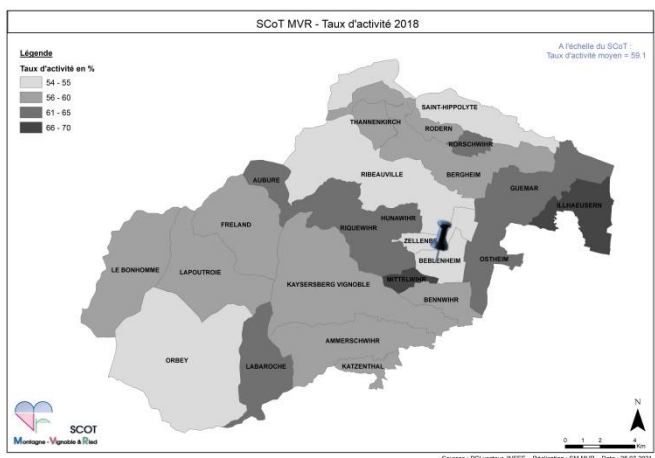 SCoT MVR - Taux d'activité 2018
Légende
Taux d'activité en %
54 - 55
56 - 60
61 - 65
66 - 70
A l'échelle du SCoT :
Taux d'activité moyen = 59.1
SAINT-HIPPOLYTE
THANNENKIRCH
RODERN
RORSCHWIHR
RIBEAUVILLE
BERGHEIM
AUBURE
GUEMAR
ILLHAEUSERN
HUNAWIHR
FRELAND
RIQUEWIHR
ZELLENBE
BEBLENHEIM
OSTHEIM
LE BONHOMME
LAPOUTROIE
MITTELWIHR
KAYSERSBERG VIGNOBLE
BENNWIHR
AMMERSCHWIHR
ORBEY
LABAROCHE
KATZENTHAL
N
0 1 2 4
Km
SCOT
Montagne - Vignoble & Ried